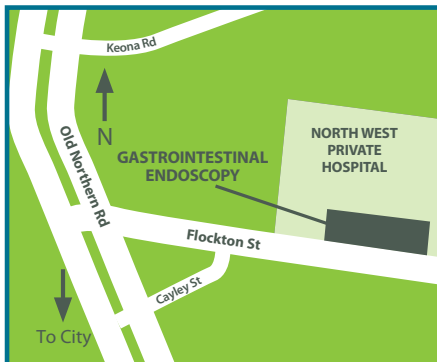 Keona Rd
N
Old Northern Rd
GASTROINTESTINAL
ENDOSCOPY
NORTH WEST
PRIVATE
HOSPITAL
Flockton St
Cayley St
To City